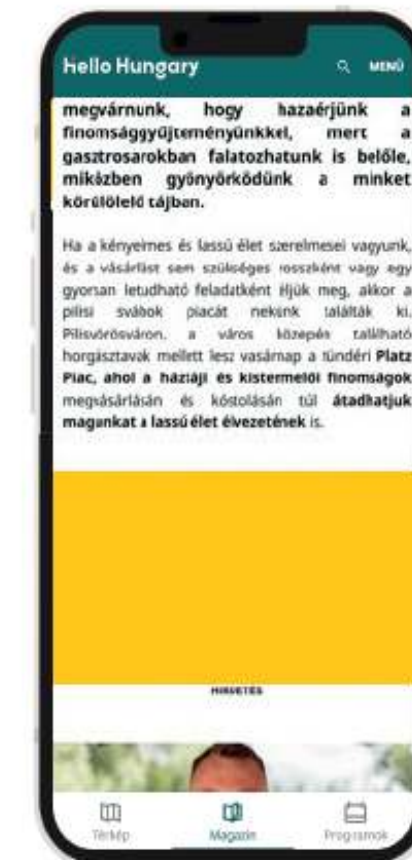 Hello Hungary
MENÜ
megvárnunk, hogy hazaérjünk a
finomsággyűjteményünkkel, mert a
gasztrosarokban falatozhatunk is belőle,
miközben gyönyörködünk a minket
körülölelő tájban.
Ha a kényelmes és lassú élet szerelmesei vagyunk,
és a vásárlást sem szükséges rosszként vagy egy
gyorsan letudható feladatként éljük meg, akkor a
pilisi svábok piacát nekünk találták ki.
Pilisvörösváron, a város közepén található
horgásztavak mellett lesz vasárnap a tündéri Platz
Piac, ahol a háztáji és kistermelői finomságok
megvásárlásán és kóstolásán túl átadhatjuk
magunkat a lassú élet élvezetének is.
HIRDETÉS
Térkép
Magazin
Programok